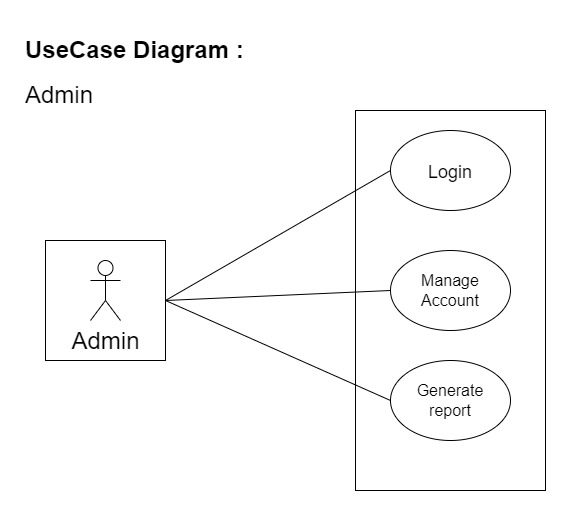 UseCase Diagram :
Admin
Login
Manage
Account
Admin
Generate
report